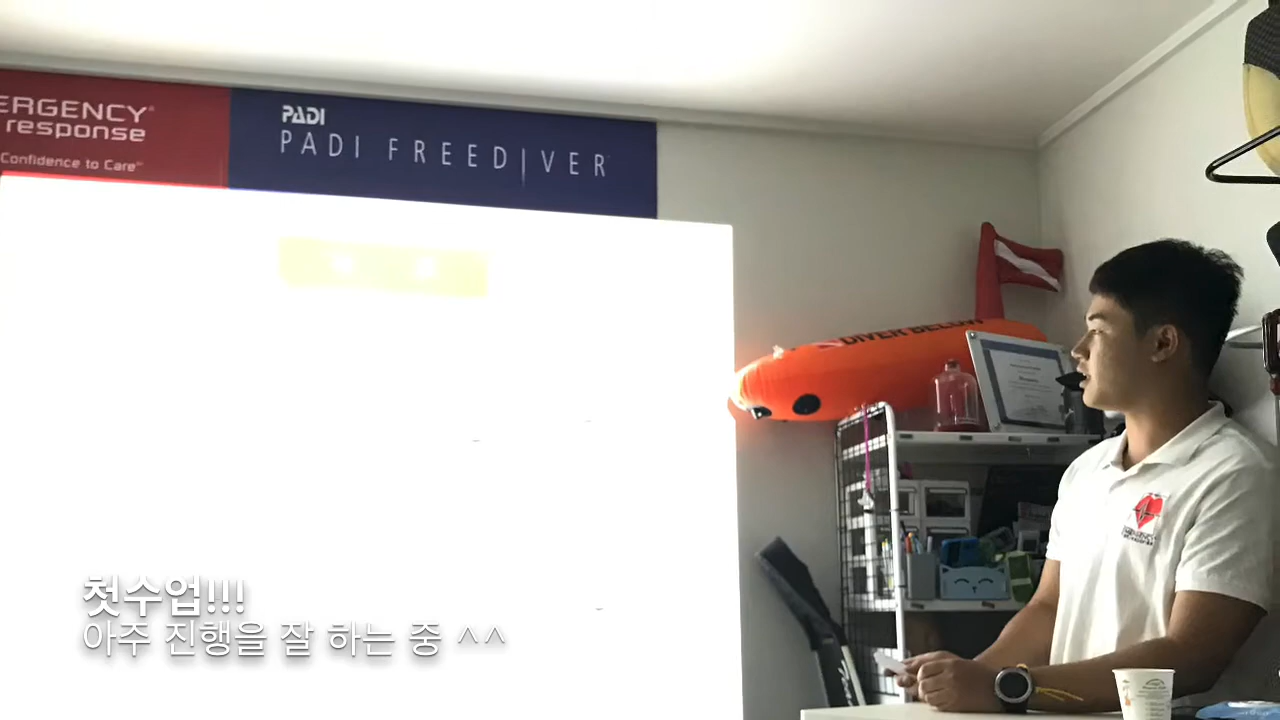 ERGENCY
response
Confidence to Care
PADI
PADI FREEDIVER
DIVER BELOW
첫수업!!!
아주 진행을 잘 하는 중 ^^